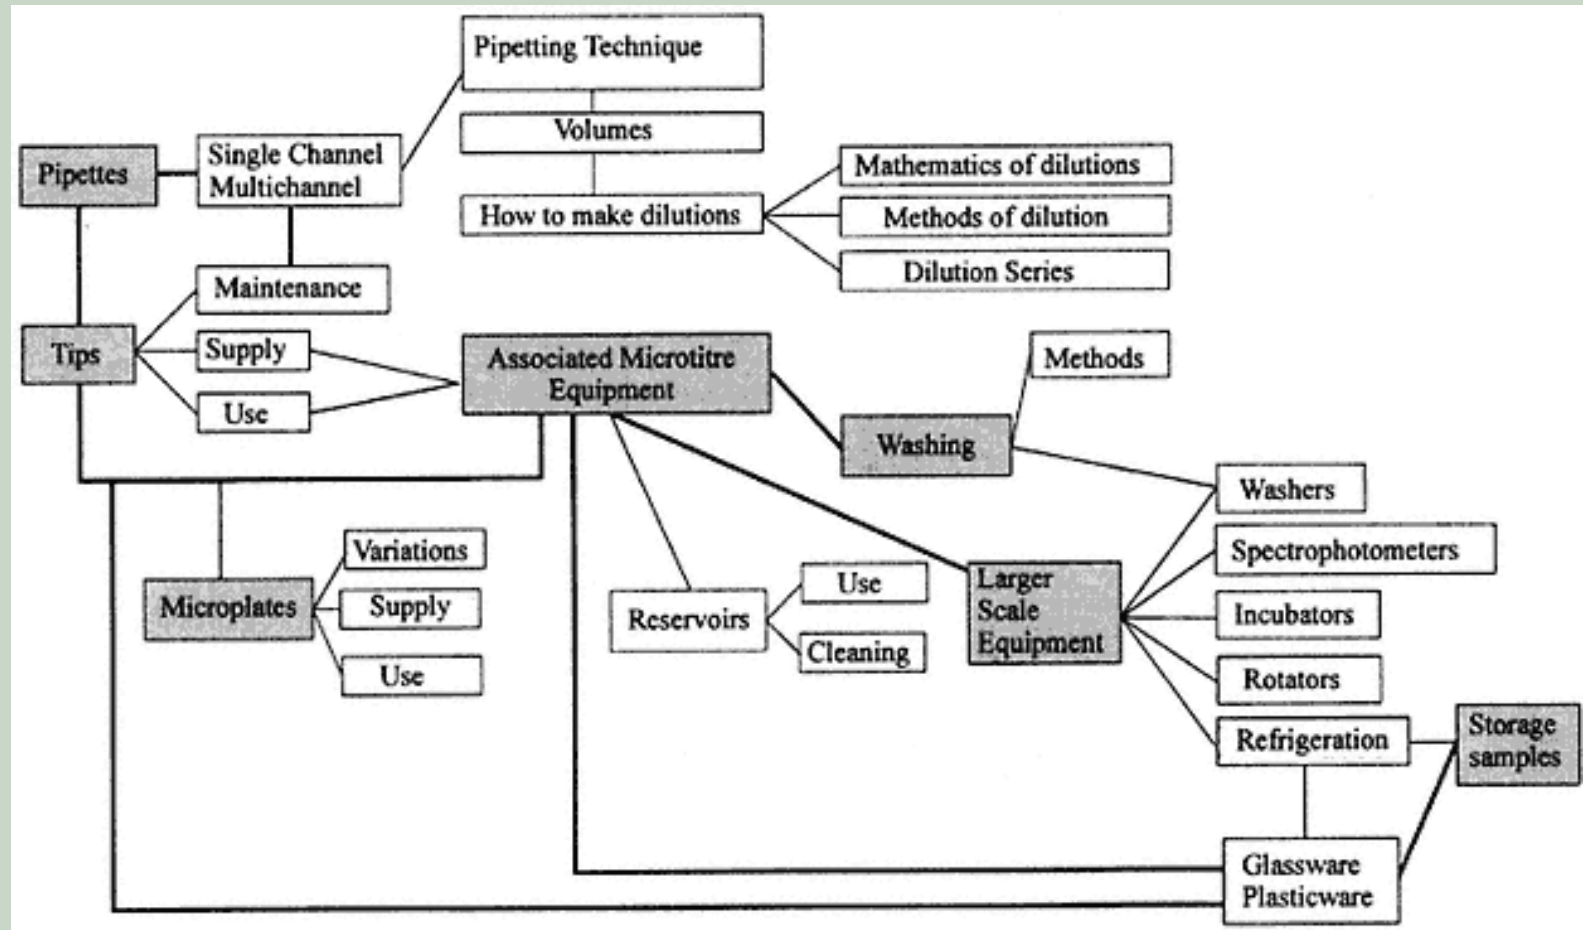 Pipetting Technique
Volumes
Pipettes
Single Channel
Multichannel
How to make dilutions
Mathematics of dilutions
Methods of dilution
Dilution Series
Maintenance
Tips
Supply
Use
Associated Microtitre
Equipment
Methods
Washing
Washers
Spectrophotometers
Variations
Microplates
Supply
Use
Reservoirs
Use
Cleaning
Larger
Scale
Equipment
Incubators
Rotators
Refrigeration
Storage
samples
Glassware
Plasticware